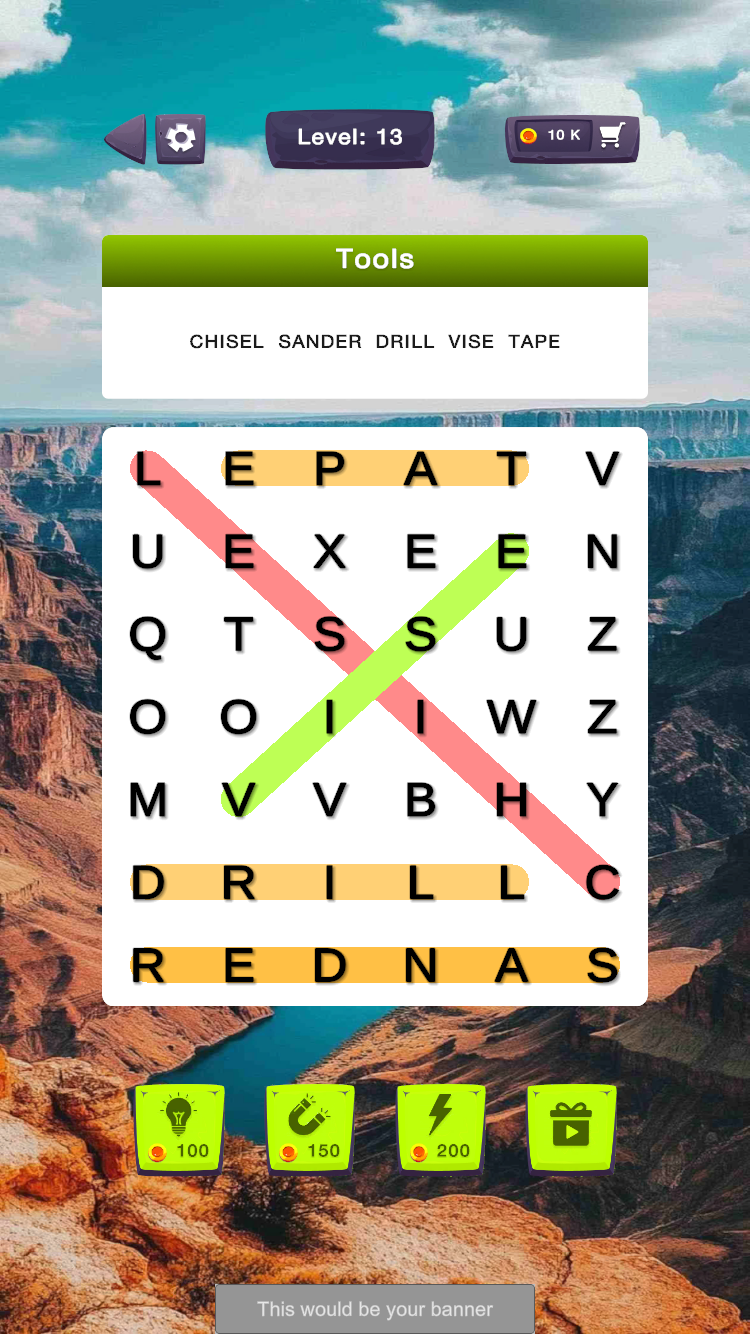 Level: 13
10 K
Tools
CHISEL SANDER DRILL VISE TAPE
L E P A T V
U E X E E N
Q T S S U Z
O O I I W Z
M V V B H Y
D R I L L C
R E D N A S
100 150 200
This would be your banner